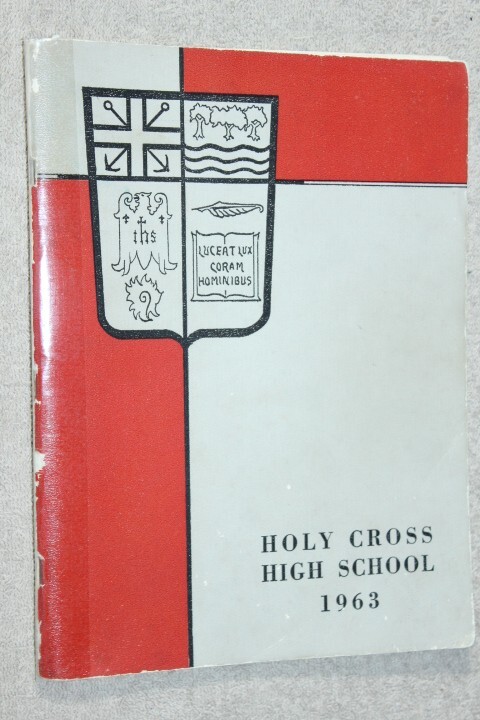 ihs
LUCEAT LUX
CORAM
HOMINIBUS
HOLY CROSS
HIGH SCHOOL
1963